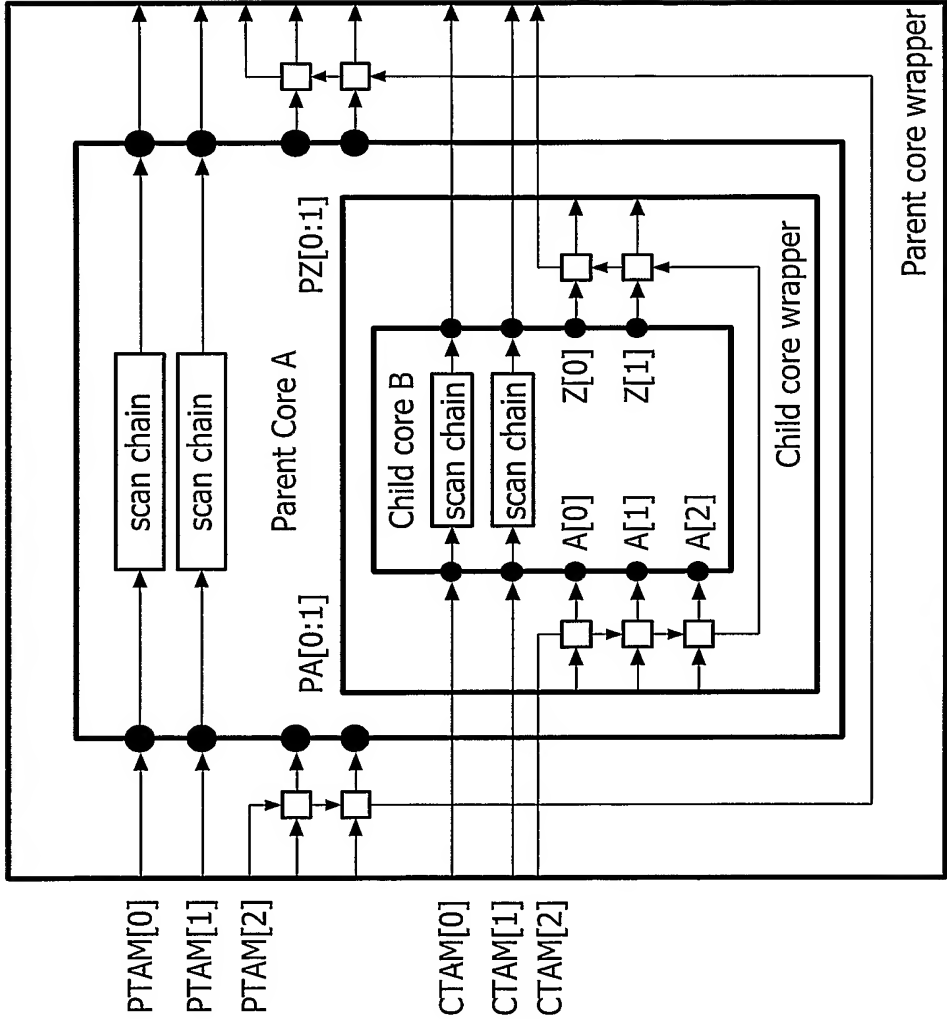 PTAM[0]
PTAM[1]
PTAM[2]
CTAM[0]
CTAM[1]
CTAM[2]
scan chain
scan chain
Parent Core A
PA[0:1]
PZ[0:1]
Child core B
scan chain
scan chain
A[0]
A[1]
A[2]
Z[0]
Z[1]
Child core wrapper
Parent core wrapper